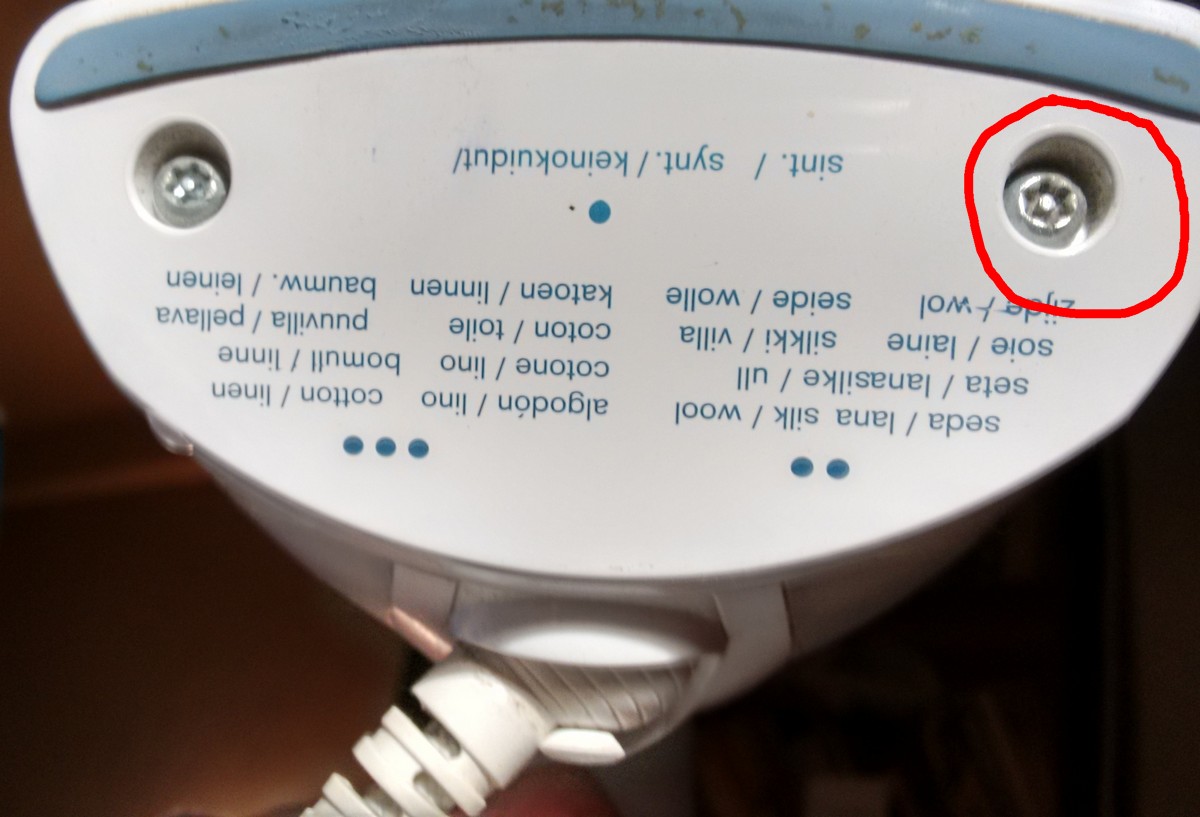 seda / lana silk / wool
seta / lanasilke / ull
soie / laine silkki / villa
zijde / wol seide / wolle
algodón / lino cotton / linen
cotone / lino bomull / linne
coton / toile puuvilla / pellava
katoen / linnen baumw. / leinen
sint. / synt. / keinokuidut/